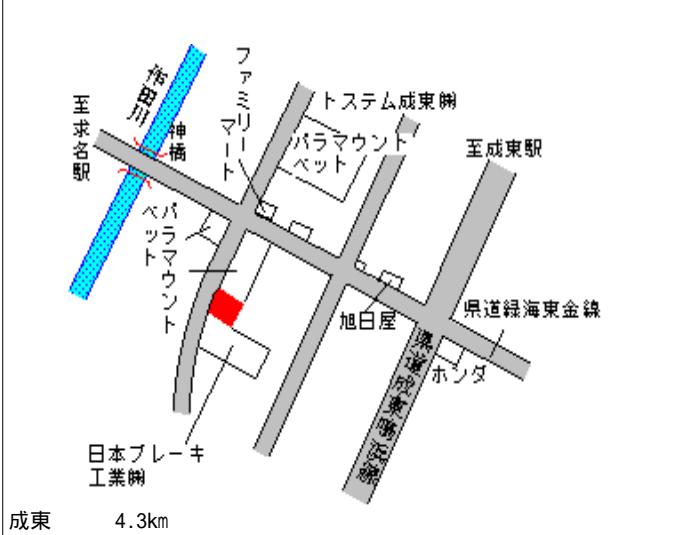 作田川
神橋
至求名駅
ファミリーマート
トステム成東㈱
パラマウントベット
至成東駅
パラマウントベット
旭日屋
県道緑海東金線
ホンダ
県道成東鳴浜線
日本ブレーキ
工業㈱
成東 4.3km